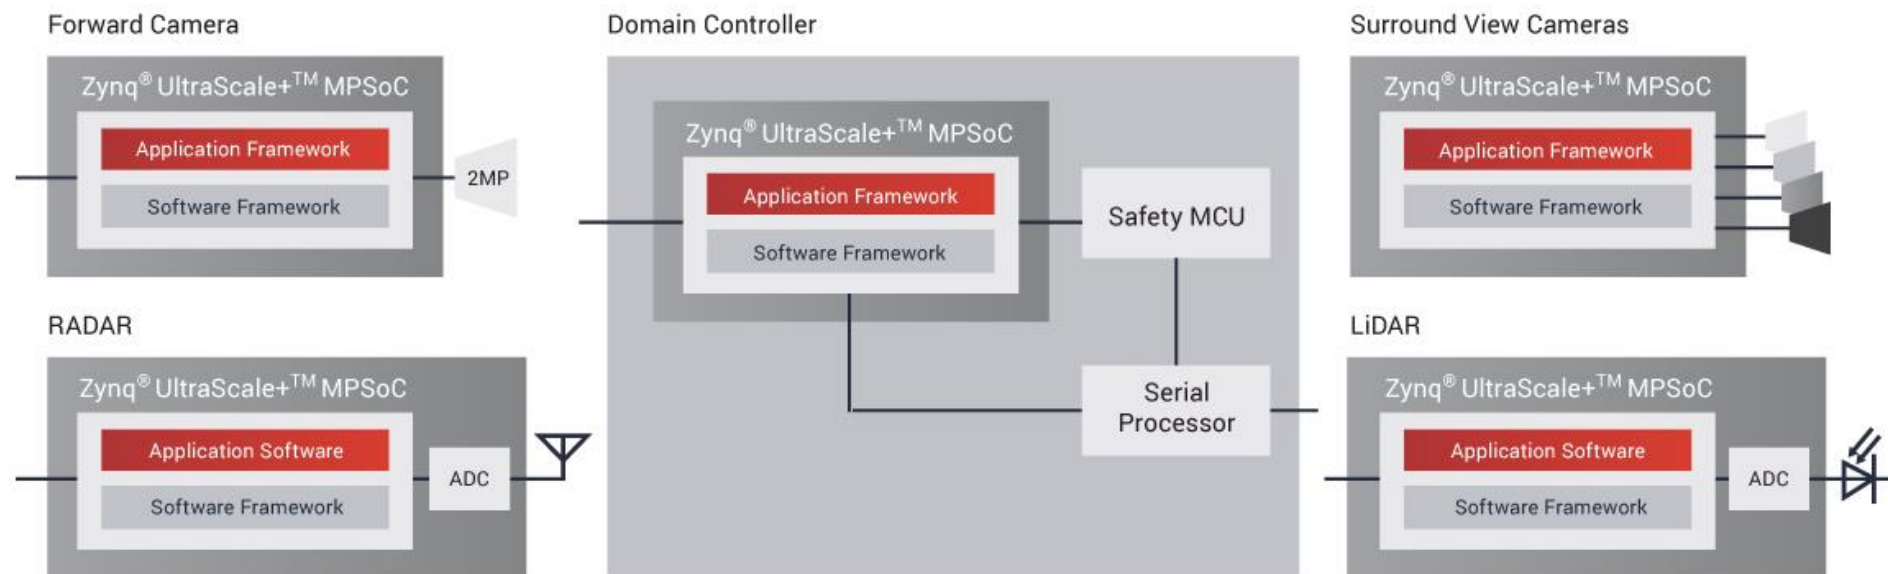 Forward Camera
Zynq® UltraScale+™ MPSoC
Application Framework
Software Framework
2MP
RADAR
Zynq® UltraScale+™ MPSoC
Application Software
Software Framework
ADC
Domain Controller
Zynq® UltraScale+™ MPSoC
Application Framework
Software Framework
Safety MCU
Serial
Processor
Surround View Cameras
Zynq® UltraScale+™ MPSoC
Application Framework
Software Framework
LiDAR
Zynq® UltraScale+™ MPSoC
Application Software
Software Framework
ADC